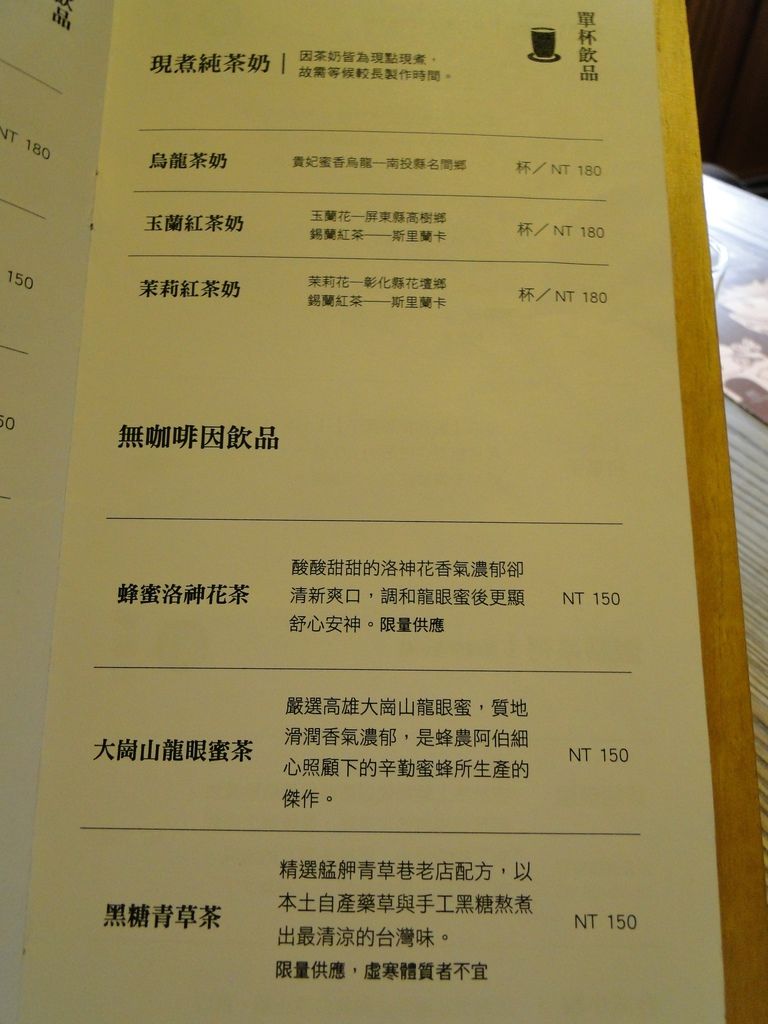 飲品
NT 180
150
50
單杯飲品
現煮純茶奶 | 因茶奶皆為現點現煮，
故需等候較長製作時間。
烏龍茶奶 貴妃蜜香烏龍—南投縣名間鄉 杯／NT 180
玉蘭紅茶奶 玉蘭花—屏東縣高樹鄉
錫蘭紅茶——斯里蘭卡 杯／NT 180
茉莉紅茶奶 茉莉花—彰化縣花壇鄉
錫蘭紅茶——斯里蘭卡 杯／NT 180
無咖啡因飲品
酸酸甜甜的洛神花香氣濃郁卻
蜂蜜洛神花茶 清新爽口，調和龍眼蜜後更顯 NT 150
舒心安神。限量供應
嚴選高雄大崗山龍眼蜜，質地
滑潤香氣濃郁，是蜂農阿伯細
大崗山龍眼蜜茶 心照顧下的辛勤蜜蜂所生產的 NT 150
傑作。
精選艋舺青草巷老店配方，以
黑糖青草茶 本土自產藥草與手工黑糖熬煮 NT 150
出最清涼的台灣味。
限量供應，虛寒體質者不宜